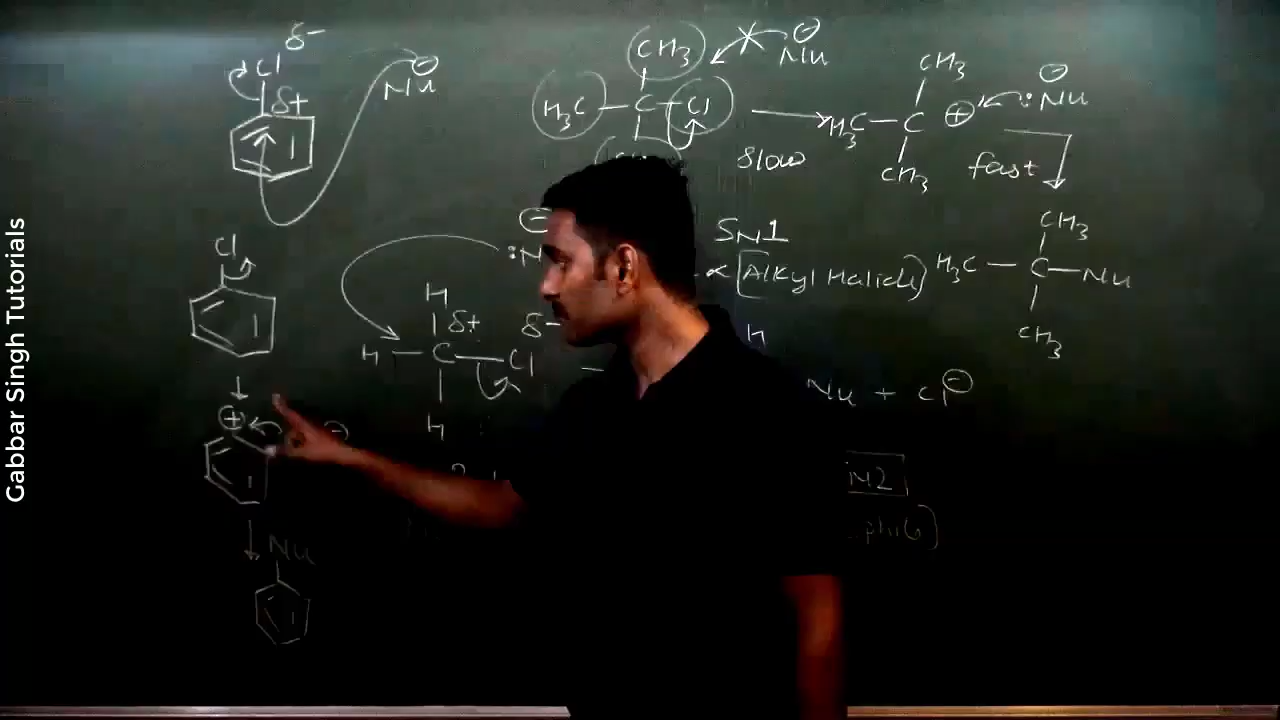 Gabbar Singh Tutorials
δ-
Cl
δ+
⊖
Nu
Cl
⊕
Nu
CH3
H3C — C — Cl
⊖
Nu
slow
CH3
H3C — C ⊕
CH3
⊖
:Nu
fast
CH3
H3C — C — Nu
CH3
SN1
∝ [Alkyl Halide]
⊖
H
δ+
δ-
H — C — Cl
H
H
Nu + Cl⊖